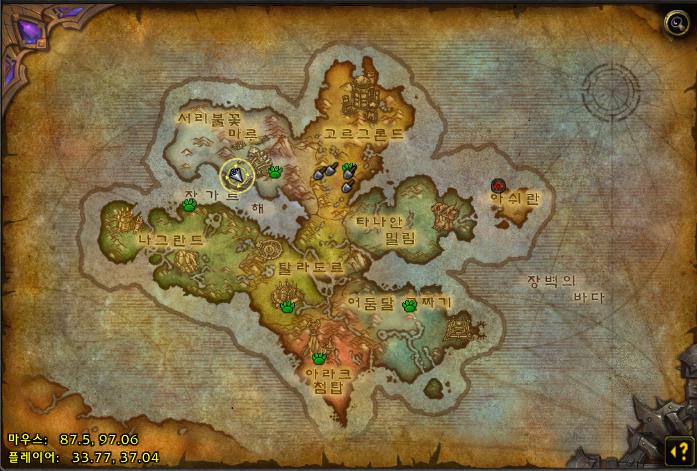 서리불꽃
마루
고르그론드
장가르
해
아쉬란
타나안
밀림
나그란드
탈라도르
장벽의
바다
어둠달 골짜기
아라크
첨탑
마우스: 87.5, 97.06
플레이어: 33.77, 37.04
?